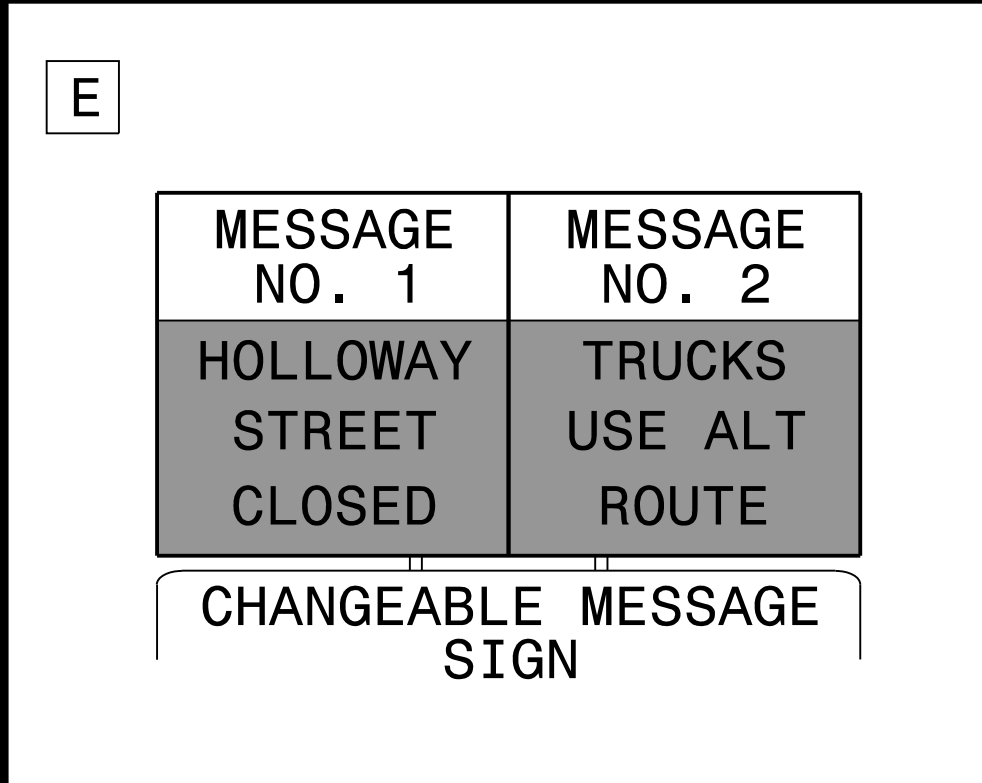 E
MESSAGE
NO. 1
MESSAGE
NO. 2
HOLLOWAY
STREET
CLOSED
TRUCKS
USE ALT
ROUTE
CHANGEABLE MESSAGE
SIGN